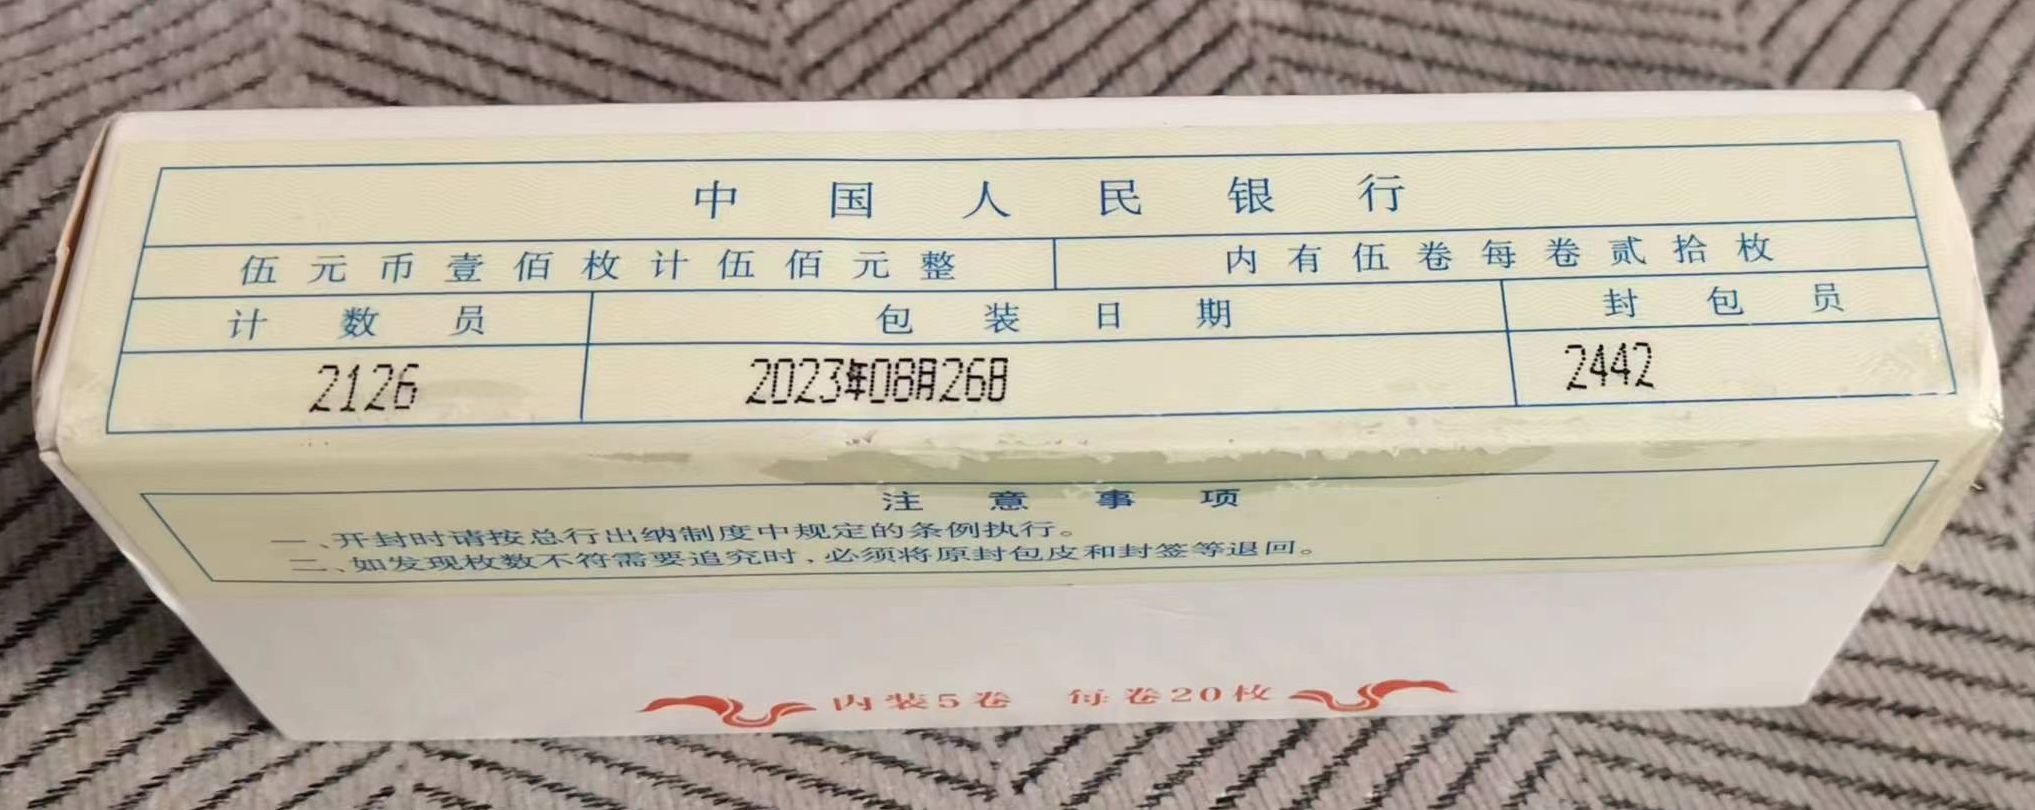 中国人民银行
伍元币壹佰枚计伍佰元整 内有伍卷每卷贰拾枚
计数员 包装日期 封包员
2126 2023年08月26日 2442
注意事项
一、开封时请按总行出纳制度中规定的条例执行。
二、如发现枚数不符需要追究时，必须将原封包皮和封签等退回。
内装5卷 每卷20枚